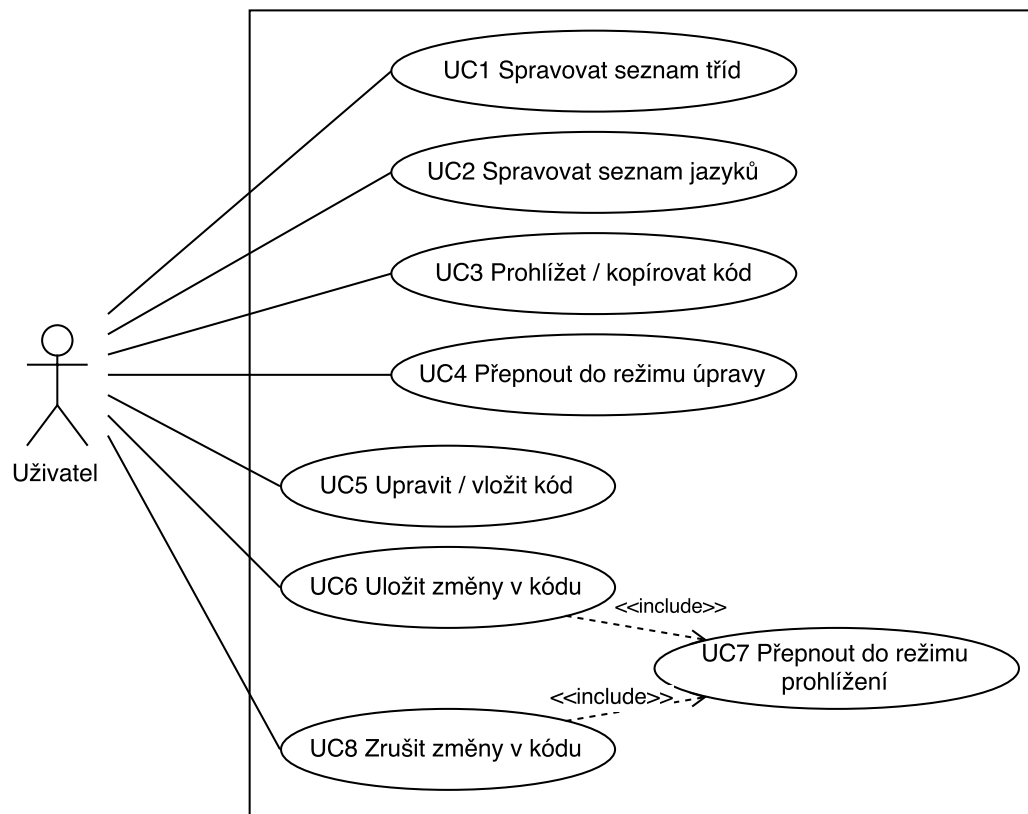 UC1 Spravovat seznam tříd
UC2 Spravovat seznam jazyků
UC3 Prohlížet / kopírovat kód
UC4 Přepnout do režimu úpravy
Uživatel
UC5 Upravit / vložit kód
UC6 Uložit změny v kódu
<<include>>
UC7 Přepnout do režimu
prohlížení
<<include>>
UC8 Zrušit změny v kódu